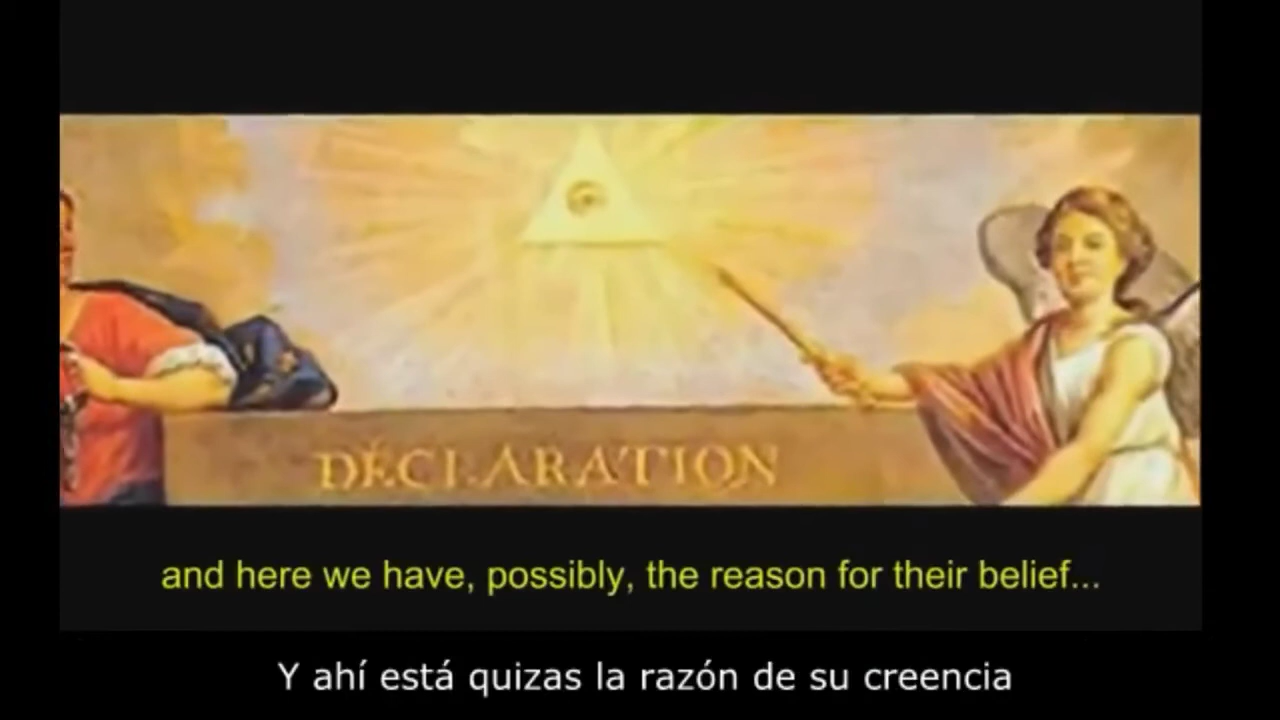 DÉCLARATION
and here we have, possibly, the reason for their belief...
Y ahí está quizas la razón de su creencia